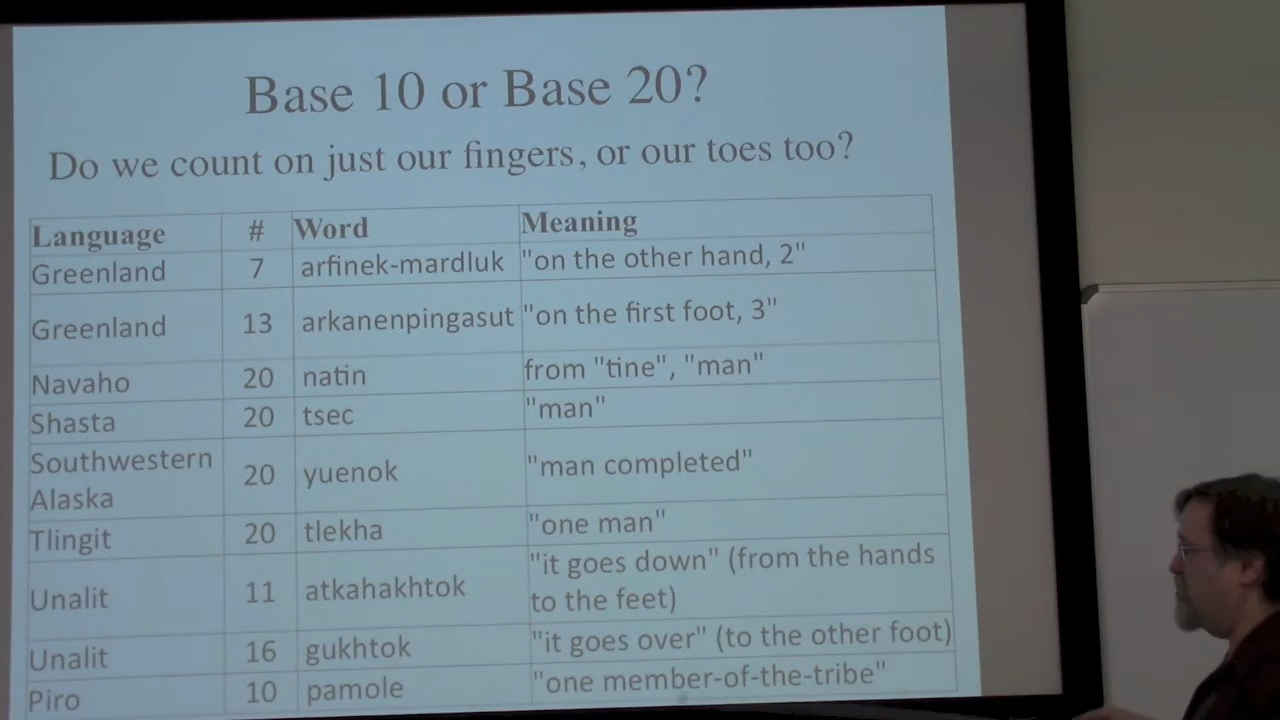 Base 10 or Base 20?
Do we count on just our fingers, or our toes too?
Language # Word Meaning
Greenland 7 arfinek-mardluk "on the other hand, 2"
Greenland 13 arkanenpingasut "on the first foot, 3"
Navaho 20 natin from "tine", "man"
Shasta 20 tsec "man"
Southwestern Alaska 20 yuenok "man completed"
Tlingit 20 tlekha "one man"
Unalit 11 atkahakhtok "it goes down" (from the hands to the feet)
Unalit 16 gukhtok "it goes over" (to the other foot)
Piro 10 pamole "one member-of-the-tribe"